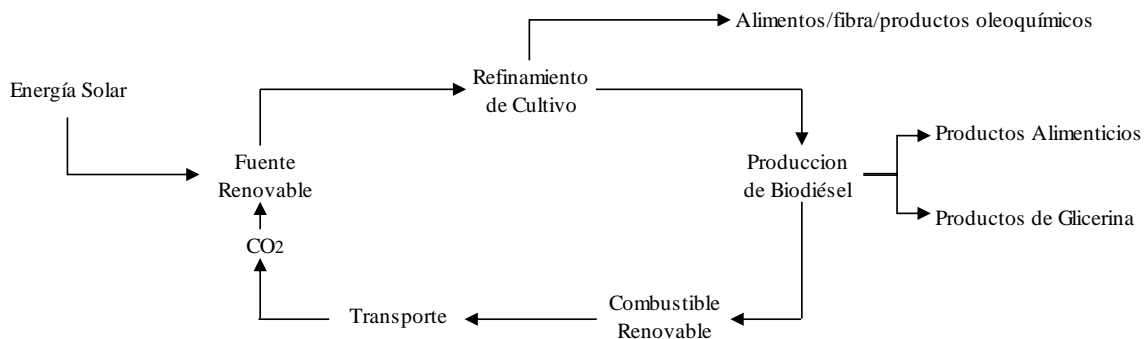 Alimentos/fibra/productos oleoquímicos
Refinamiento
de Cultivo
Energía Solar
Productos Alimenticios
Fuente
Renovable
Produccion
de Biodiésel
Productos de Glicerina
CO2
Transporte
Combustible
Renovable